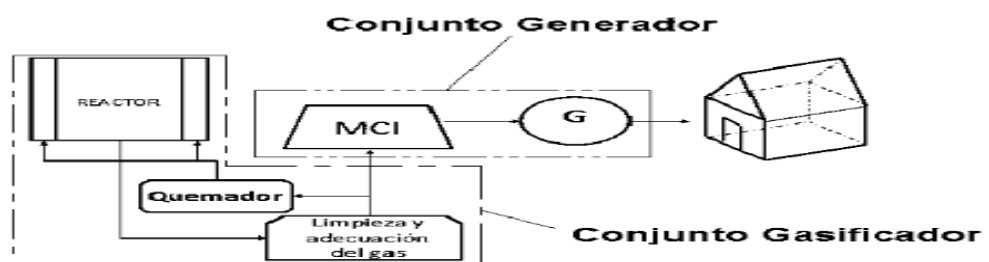 Conjunto Generador
REACTOR
MCI
G
Quemador
Limpieza y
adecuación
del gas
Conjunto Gasificador